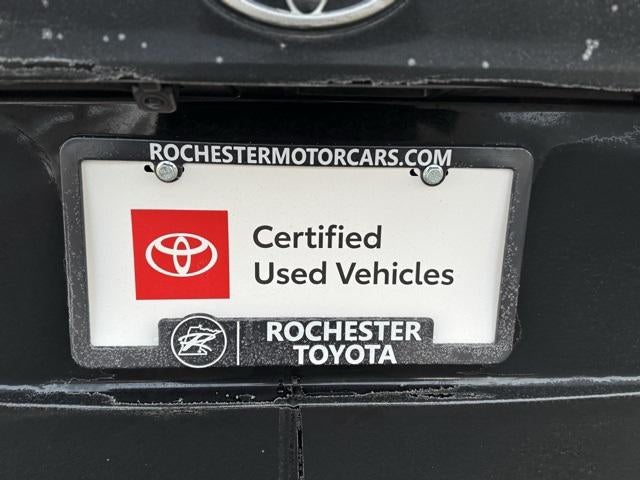 ROCHESTERMOTORCARS.COM
Certified
Used Vehicles
ROCHESTER
TOYOTA